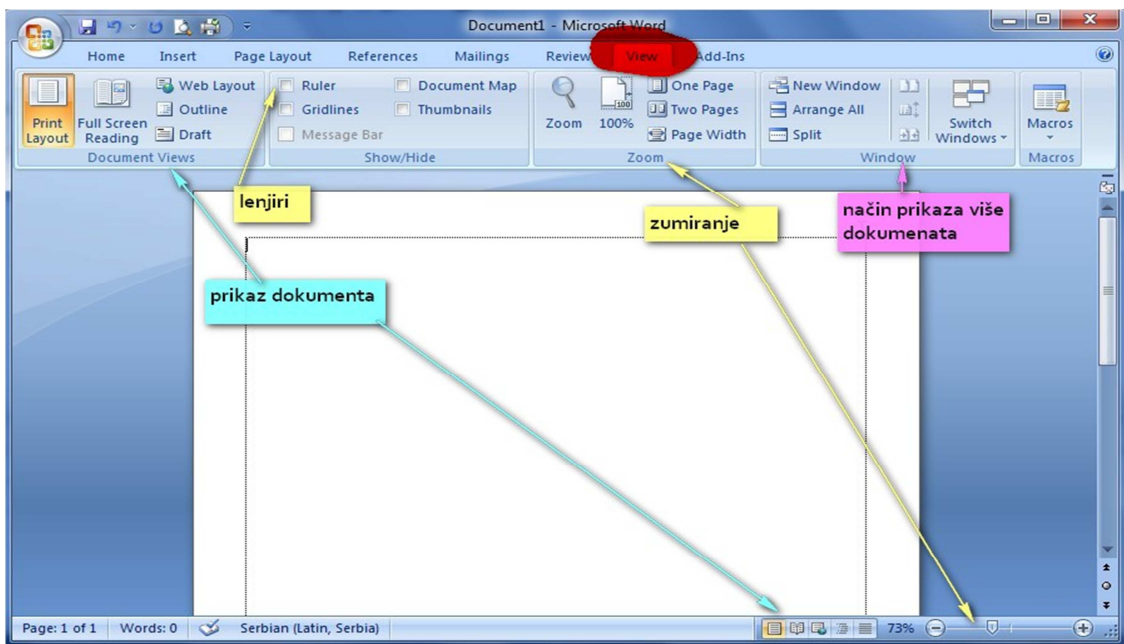 Document1 - Microsoft Word
Home Insert Page Layout References Mailings Review View Add-Ins
Print Layout
Full Screen Reading
Web Layout
Outline
Draft
Document Views
Ruler
Gridlines
Message Bar
Document Map
Thumbnails
Show/Hide
Zoom
100%
One Page
Two Pages
Page Width
Zoom
New Window
Arrange All
Split
Switch Windows
Window
Macros
Macros
lenjiri
zumiranje
način prikaza više
dokumenata
prikaz dokumenta
Page: 1 of 1 Words: 0 Serbian (Latin, Serbia) 73%